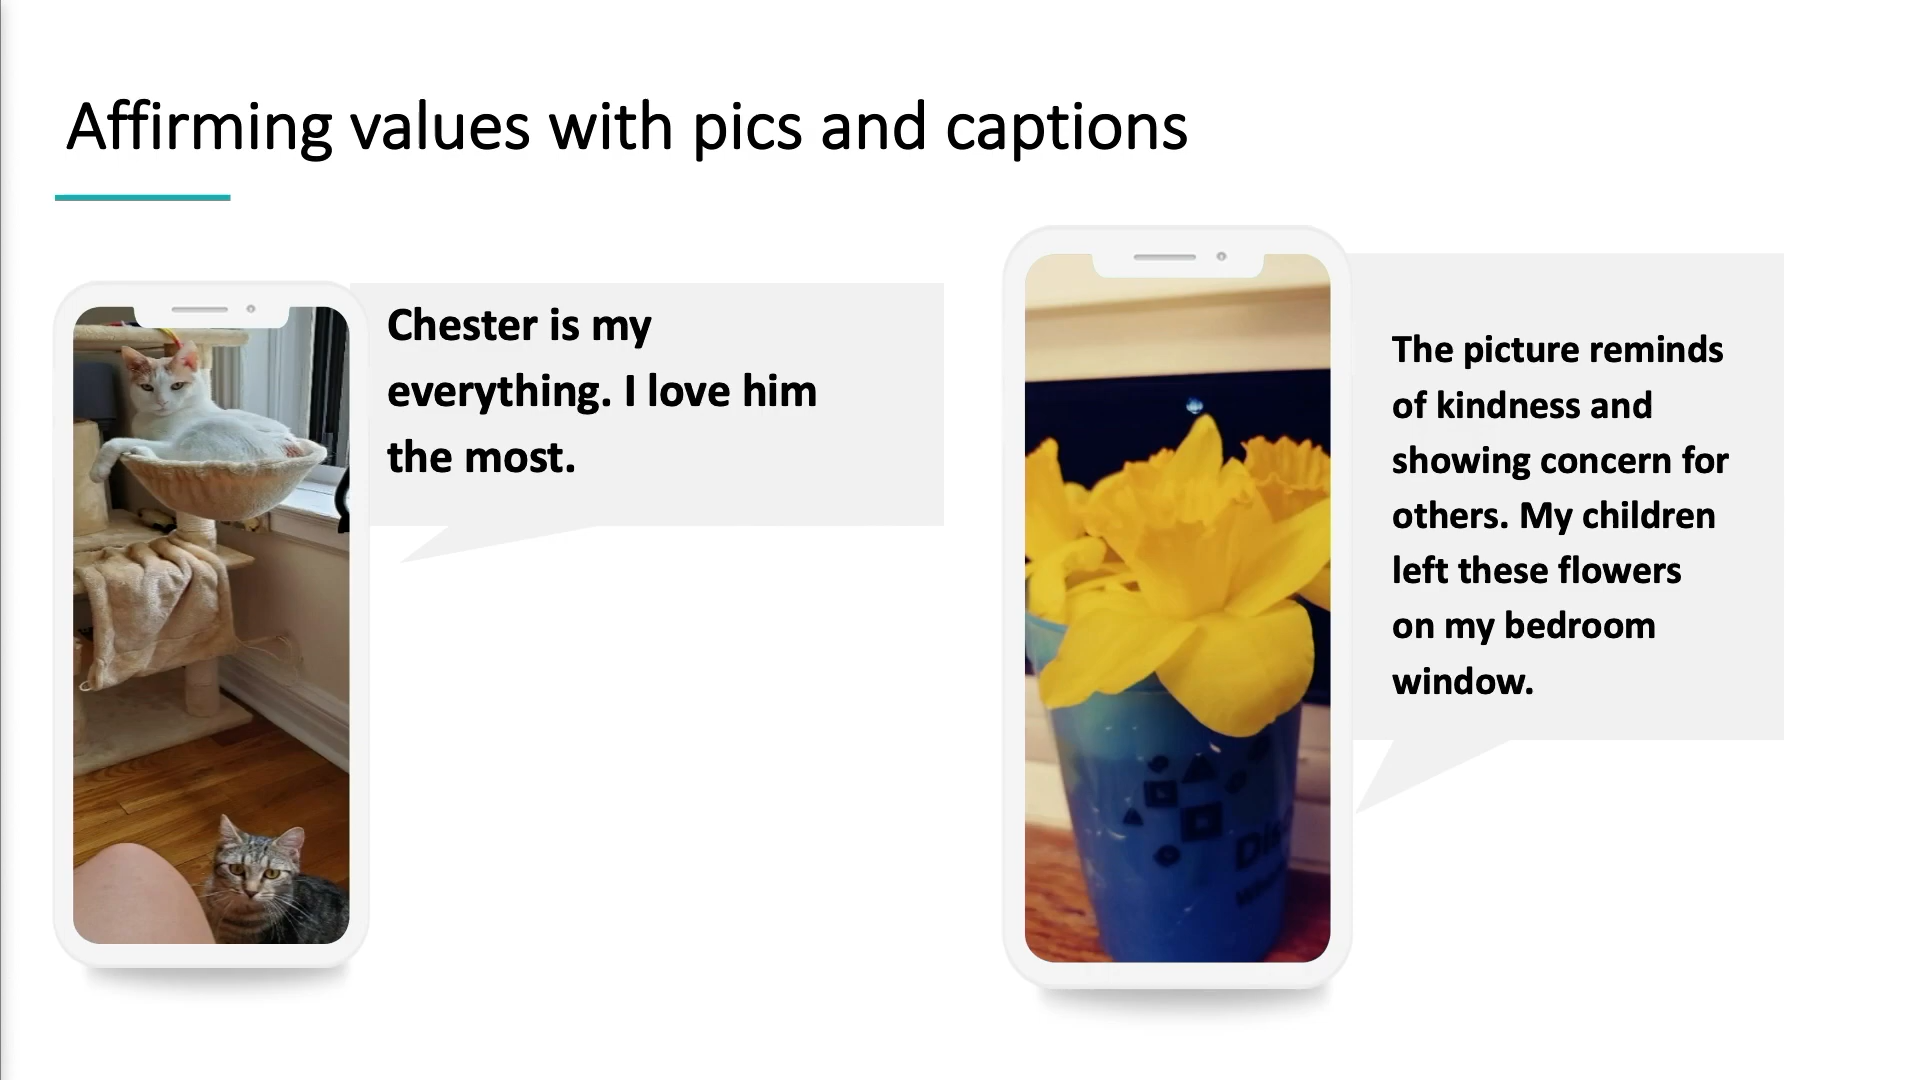 Affirming values with pics and captions
Chester is my
everything. I love him
the most.
The picture reminds
of kindness and
showing concern for
others. My children
left these flowers
on my bedroom
window.